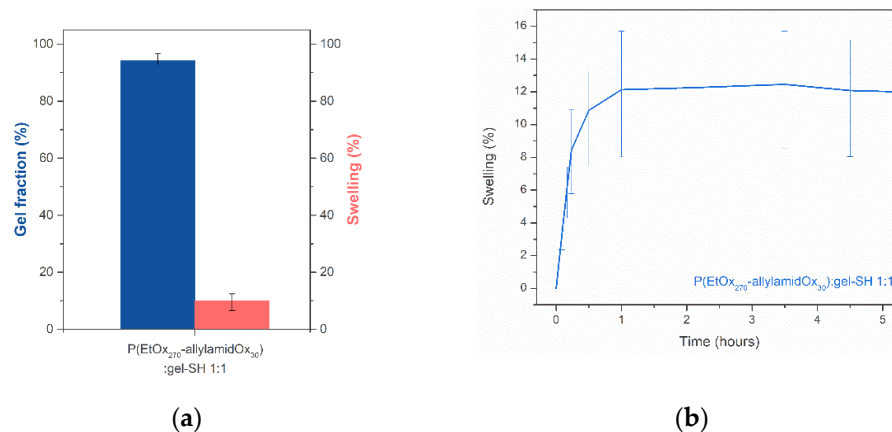 100
80
60
40
20
0
Gel fraction (%)
100
80
60
40
20
0
Swelling (%)
P(EtOx₂₇₀-allylamidOx₃₀)
:gel-SH 1:1
(a)
16
14
12
10
8
6
4
2
0
Swelling (%)
P(EtOx₂₇₀-allylamidOx₃₀):gel-SH 1:1
0 1 2 3 4 5
Time (hours)
(b)